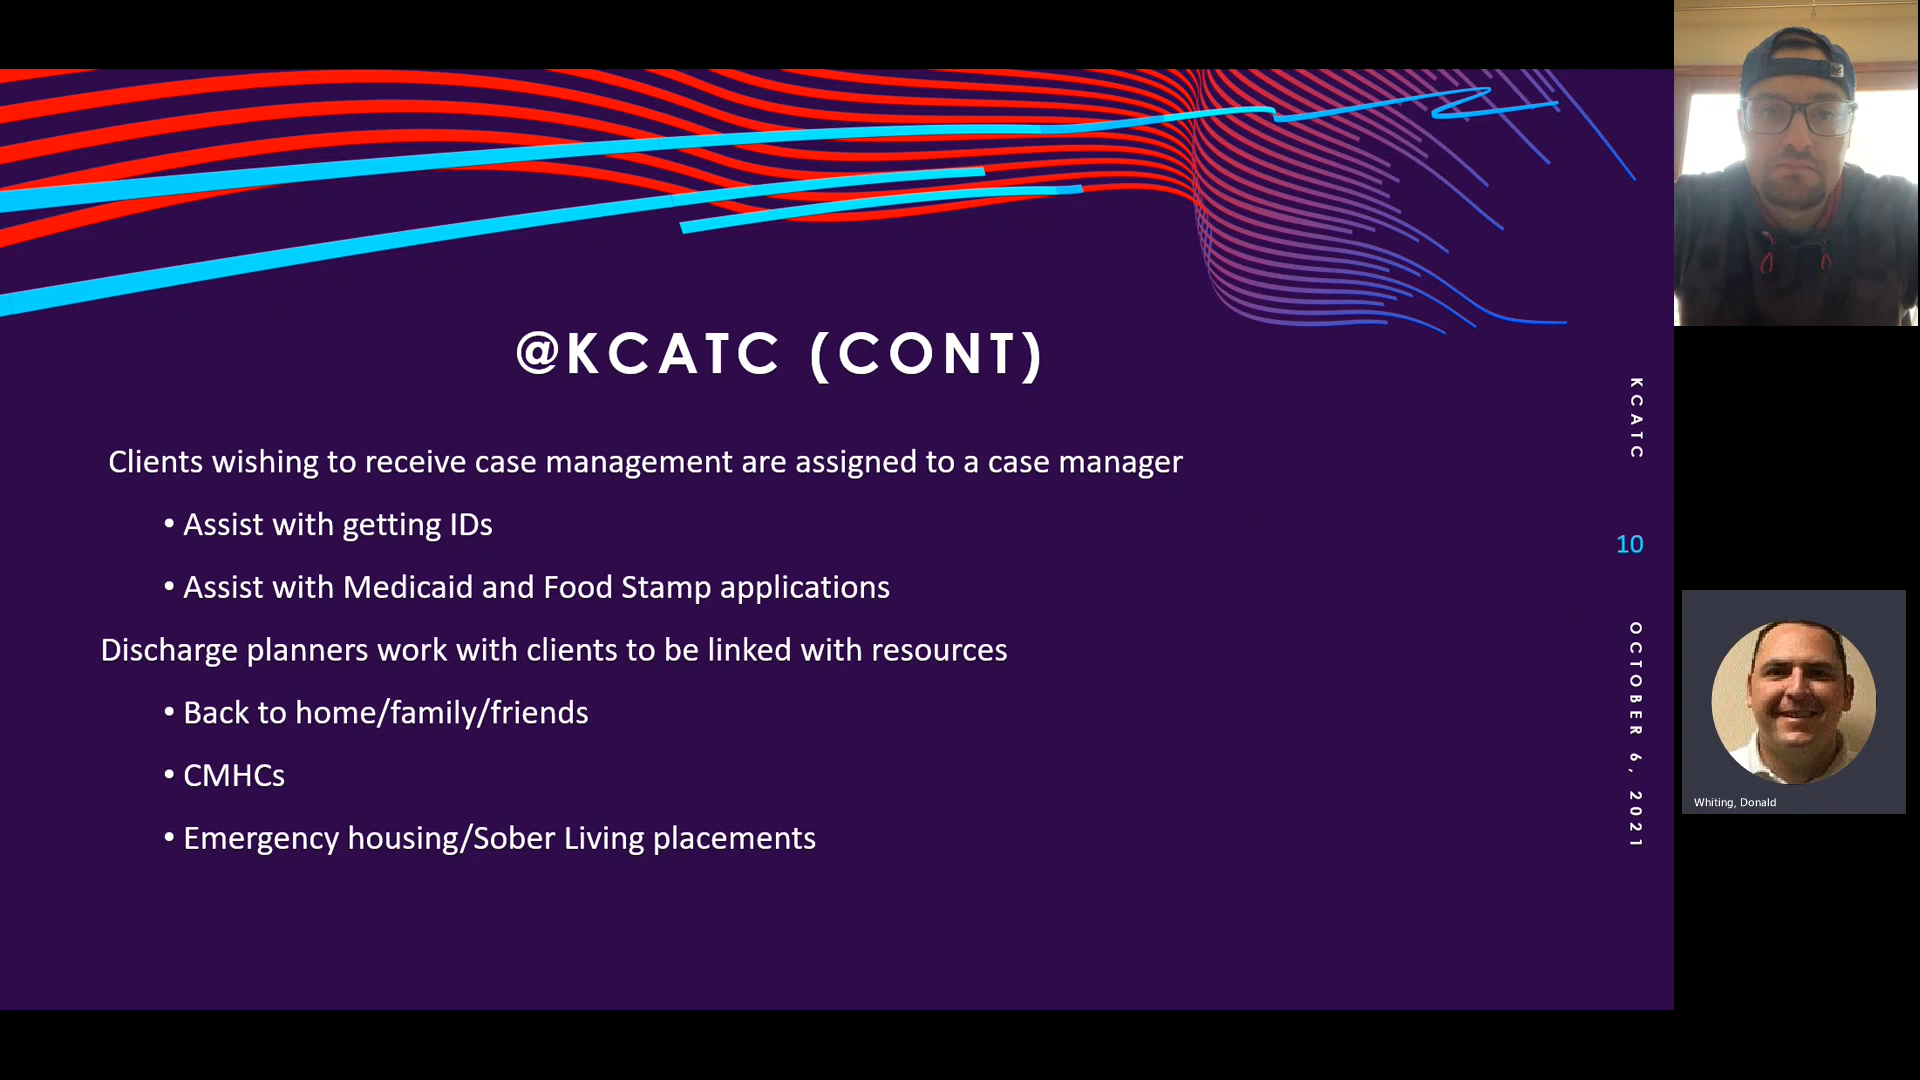 @KCATC (CONT)
Clients wishing to receive case management are assigned to a case manager
• Assist with getting IDs
• Assist with Medicaid and Food Stamp applications
Discharge planners work with clients to be linked with resources
• Back to home/family/friends
• CMHCs
• Emergency housing/Sober Living placements
KCATC
10
OCTOBER 6, 2021
Whiting, Donald